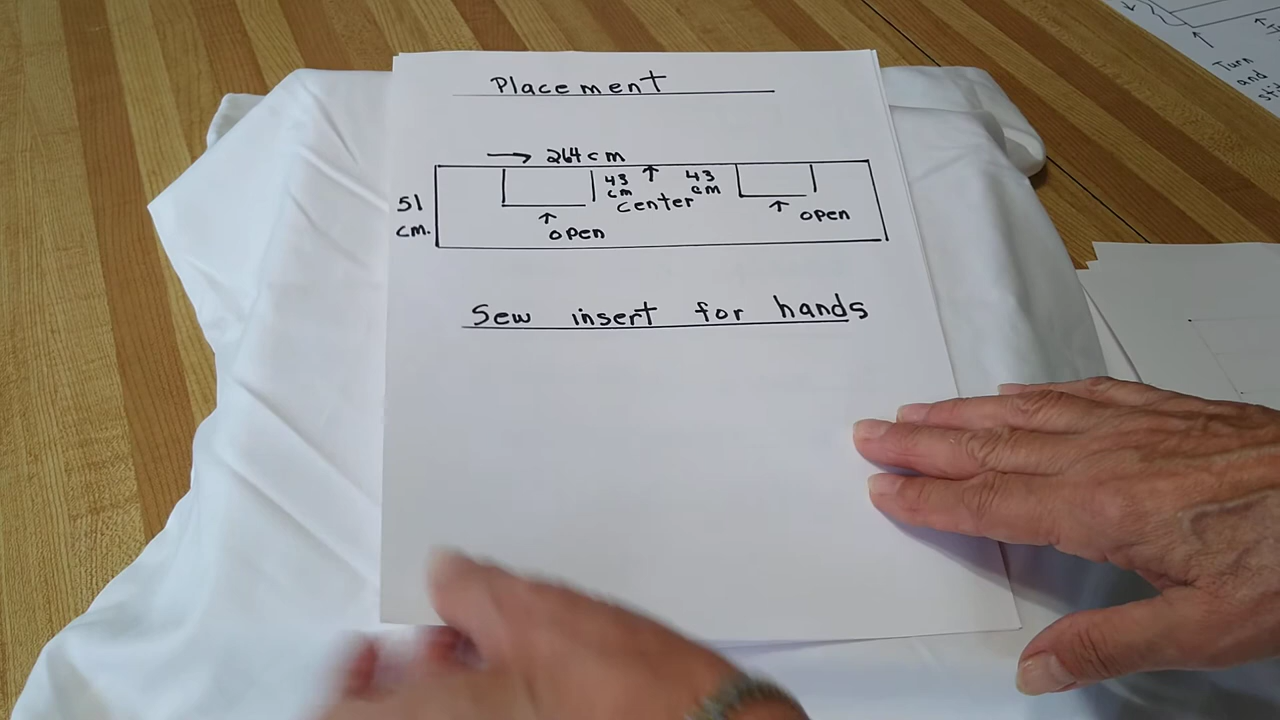 Placement
→ 264 cm
51
cm.
43
cm
↑
43
cm
center
↑
open
↑
open
Sew insert for hands
Turn
and